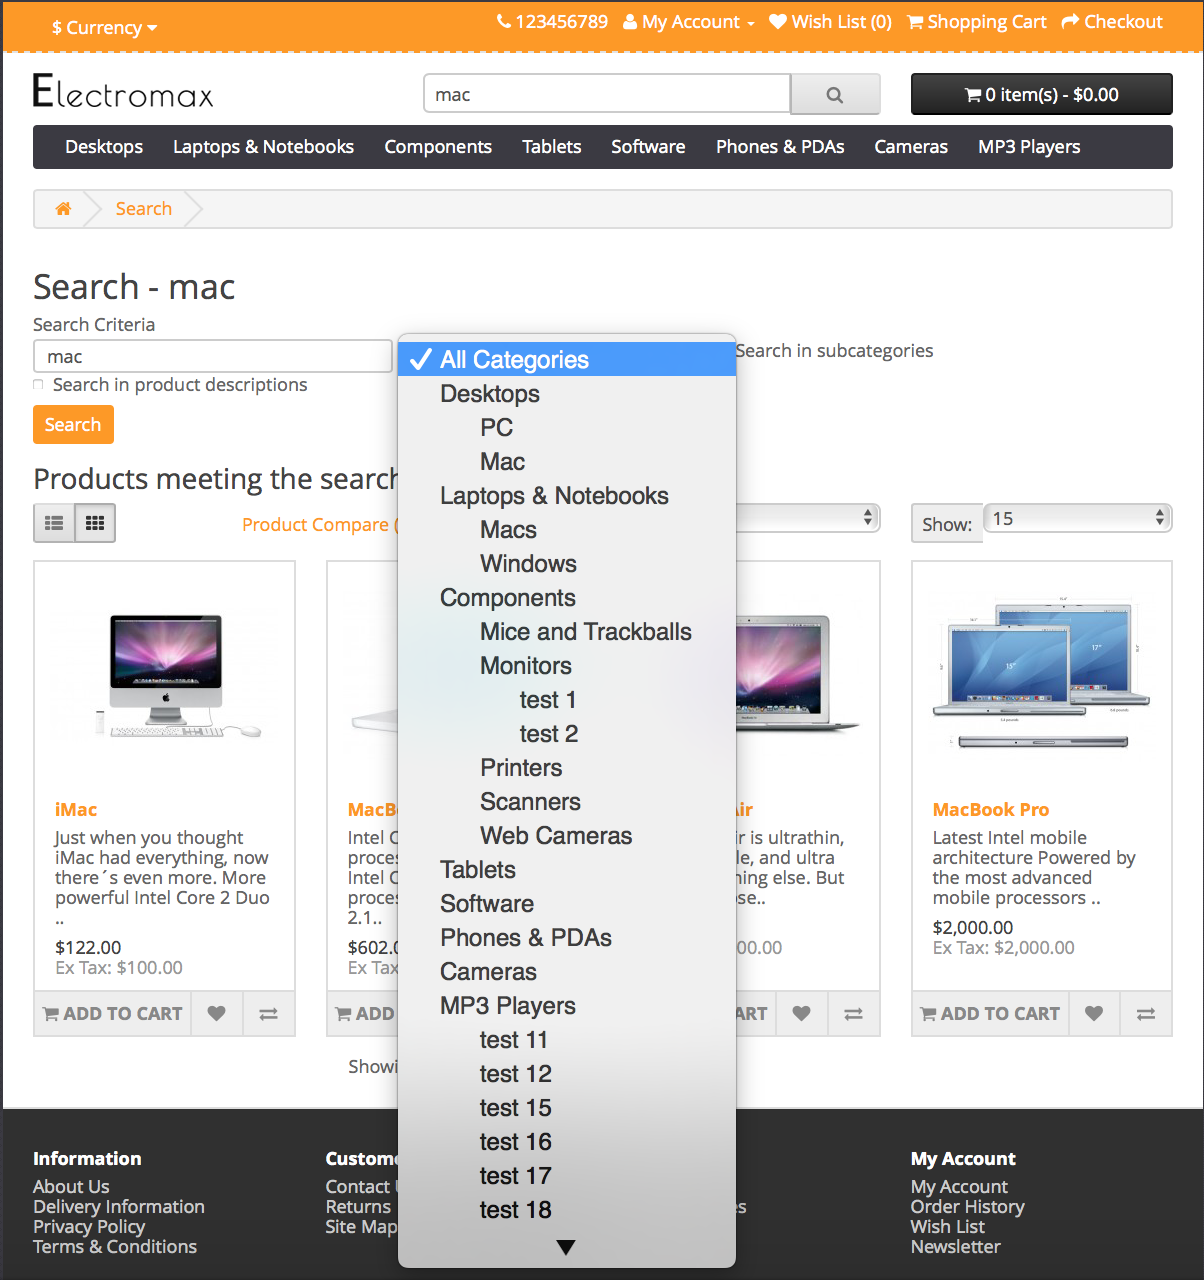 $ Currency
123456789 My Account Wish List (0) Shopping Cart Checkout
Electromax
mac
0 item(s) - $0.00
Desktops Laptops & Notebooks Components Tablets Software Phones & PDAs Cameras MP3 Players
Search
Search - mac
Search Criteria
mac
Search in product descriptions
Search in subcategories
Search
All Categories
Desktops
PC
Mac
Laptops & Notebooks
Macs
Windows
Components
Mice and Trackballs
Monitors
test 1
test 2
Printers
Scanners
Web Cameras
Tablets
Software
Phones & PDAs
Cameras
MP3 Players
test 11
test 12
test 15
test 16
test 17
test 18
Products meeting the search
Product Compare (
Show: 15
iMac
Just when you thought
iMac had everything, now
there´s even more. More
powerful Intel Core 2 Duo
..
$122.00
Ex Tax: $100.00
ADD TO CART
MacB
Intel C
proces
Intel C
proces
2.1..
$602.0
Ex Tax
ADD
Air
ir is ultrathin,
le, and ultra
hing else. But
se..
00.00
ART
15"
17"
MacBook Pro
Latest Intel mobile
architecture Powered by
the most advanced
mobile processors ..
$2,000.00
Ex Tax: $2,000.00
ADD TO CART
Showi
Information
About Us
Delivery Information
Privacy Policy
Terms & Conditions
Custome
Contact
Returns
Site Map
es
My Account
My Account
Order History
Wish List
Newsletter